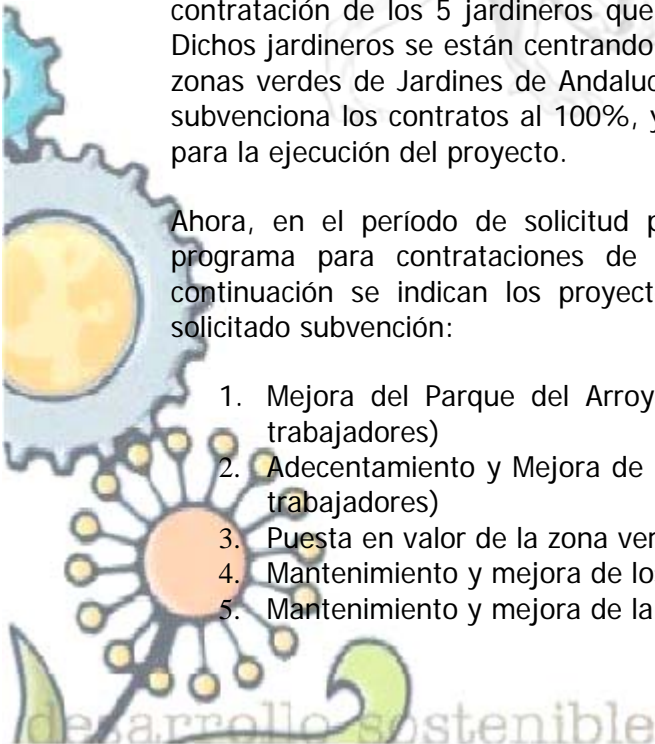 contratación de los 5 jardineros que
Dichos jardineros se están centrando
zonas verdes de Jardines de Andaluc
subvenciona los contratos al 100%, y
para la ejecución del proyecto.
Ahora, en el período de solicitud p
programa para contrataciones de
continuación se indican los proyect
solicitado subvención:
1. Mejora del Parque del Arroy
trabajadores)
2. Adecentamiento y Mejora de
trabajadores)
3. Puesta en valor de la zona ver
4. Mantenimiento y mejora de lo
5. Mantenimiento y mejora de la
desarrollo sostenible